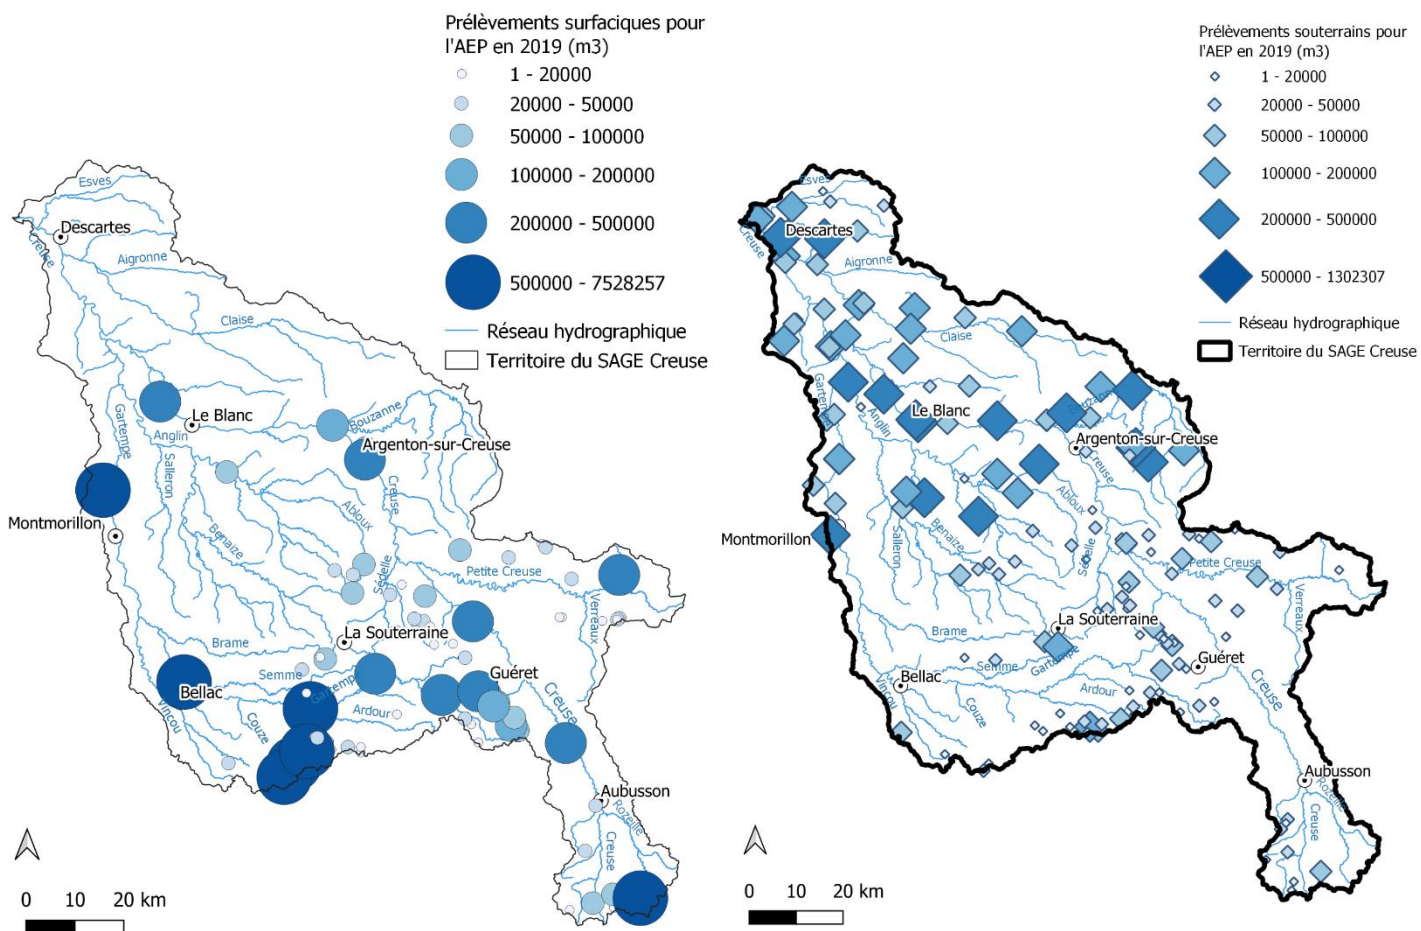 Prélèvements surfaciques pour
l'AEP en 2019 (m3)
1 - 20000
20000 - 50000
50000 - 100000
100000 - 200000
200000 - 500000
500000 - 7528257
Réseau hydrographique
Territoire du SAGE Creuse
Esves
Descartes
Creuse
Aigronne
Claise
Le Blanc
Gartempe
Anglin
Bouzanne
Argenton-sur-Creuse
Salleron
Creuse
Montmorillon
Abloux
Benaize
Sédelle
Petite Creuse
Verreaux
La Souterraine
Brame
Semme
Gartemp
Guéret
Bellac
Ardour
Creuse
Vincou
Couze
Aubusson
Rozeille
Creuse
0 10 20 km
Prélèvements souterrains pour
l'AEP en 2019 (m3)
1 - 20000
20000 - 50000
50000 - 100000
100000 - 200000
200000 - 500000
500000 - 1302307
Réseau hydrographique
Territoire du SAGE Creuse
Esves
Descartes
Creuse
Aigronne
Claise
Gartempe
Le Blanc
Anglin
Bouzanne
Argenton-sur-Creuse
Creuse
Abloux
Montmorillon
Salleron
Benaize
Sédelle
Petite Creuse
Verreaux
La Souterraine
Brame
Semme
Gartempe
Guéret
Bellac
Ardour
Creuse
Vincou
Couze
Aubusson
Rozeille
Creuse
0 10 20 km